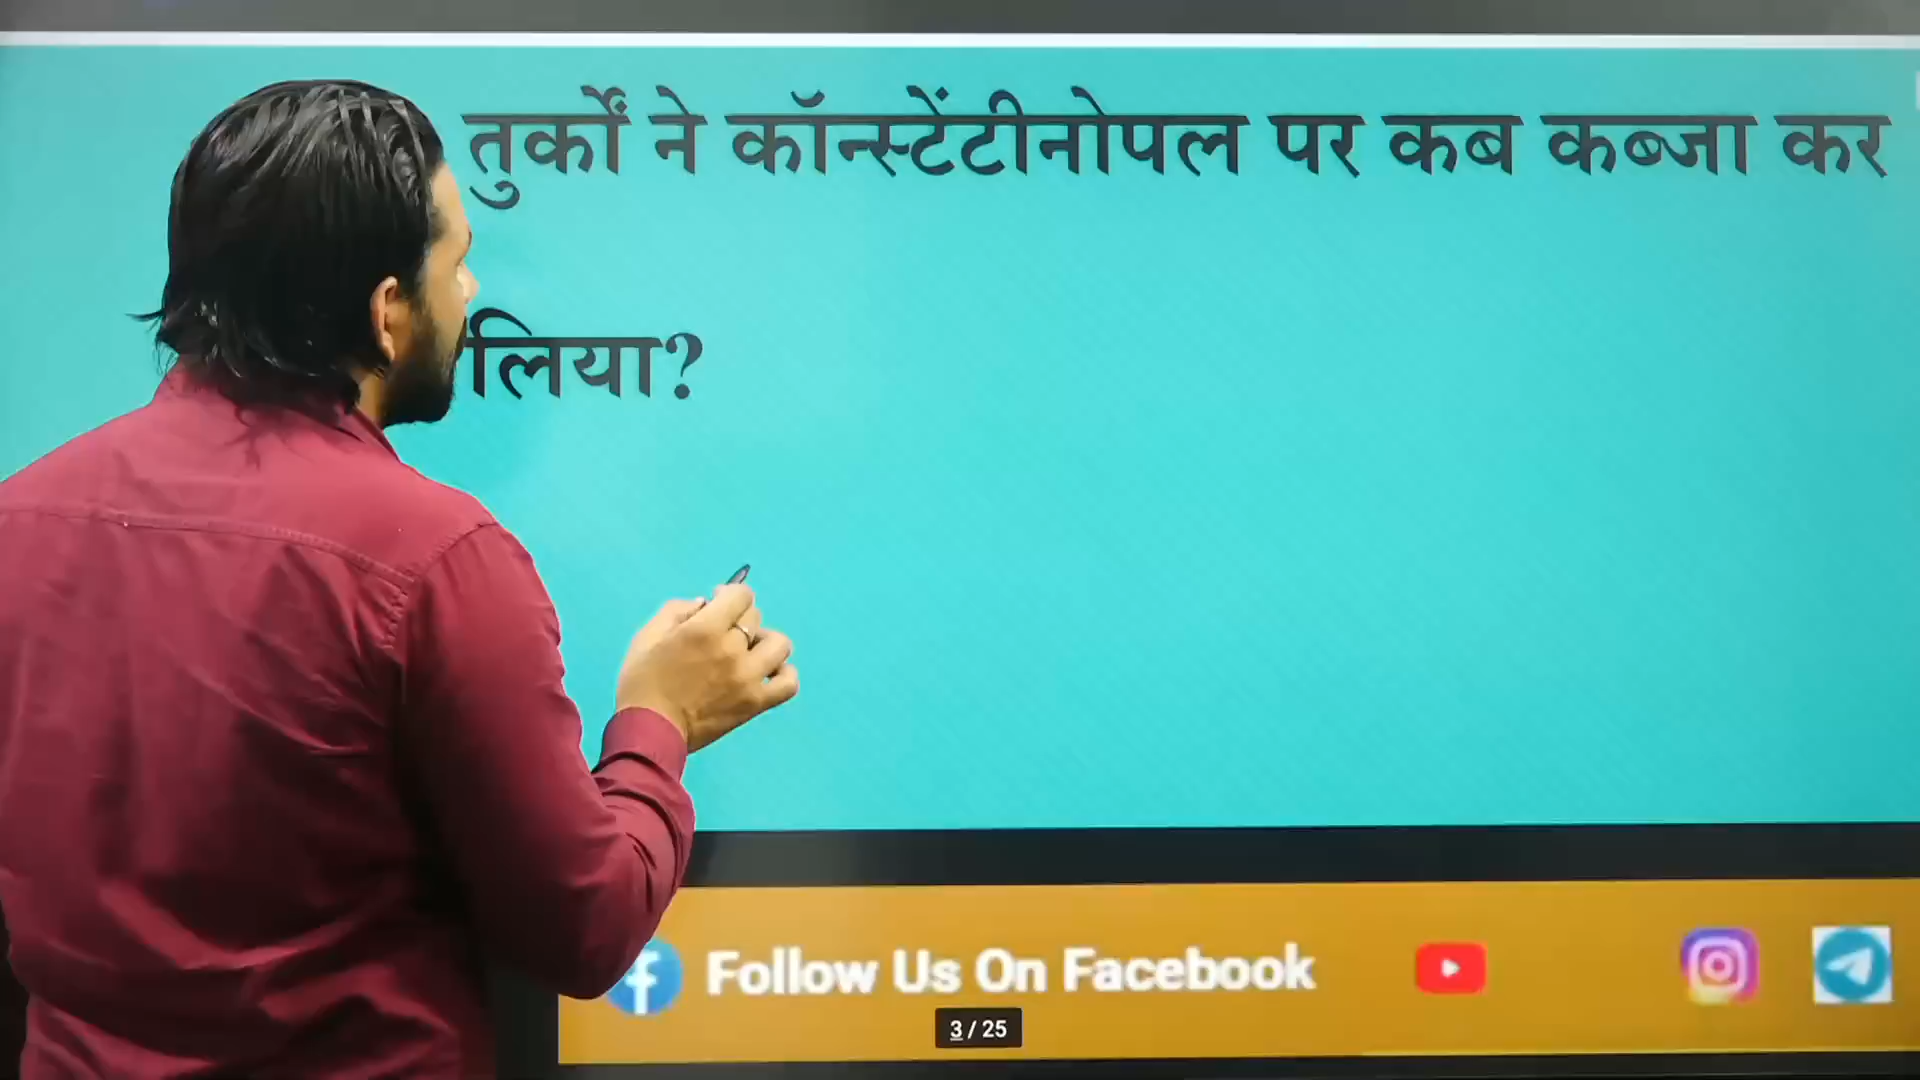 तुर्कों ने कॉन्स्टेंटीनोपल पर कब कब्जा कर
लिया?
Follow Us On Facebook
3 / 25